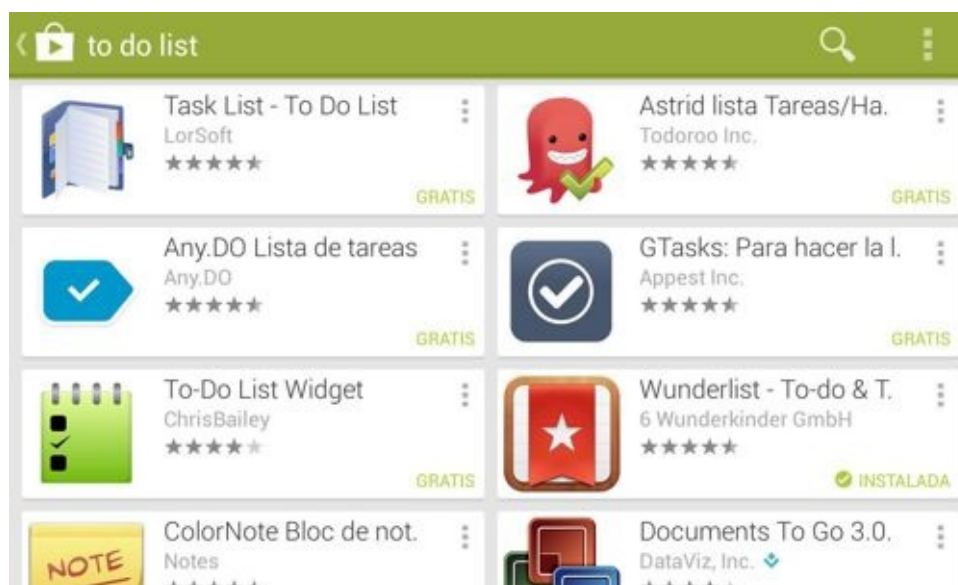 to do list
Task List - To Do List
LorSoft
GRATIS
Astrid lista Tareas/Ha.
Todoroo Inc.
GRATIS
Any.DO Lista de tareas
Any.DO
GRATIS
GTasks: Para hacer la l.
Appest Inc.
GRATIS
To-Do List Widget
ChrisBailey
GRATIS
Wunderlist - To-do & T.
6 Wunderkinder GmbH
INSTALADA
NOTE
ColorNote Bloc de not.
Notes
Documents To Go 3.0.
DataViz, Inc.